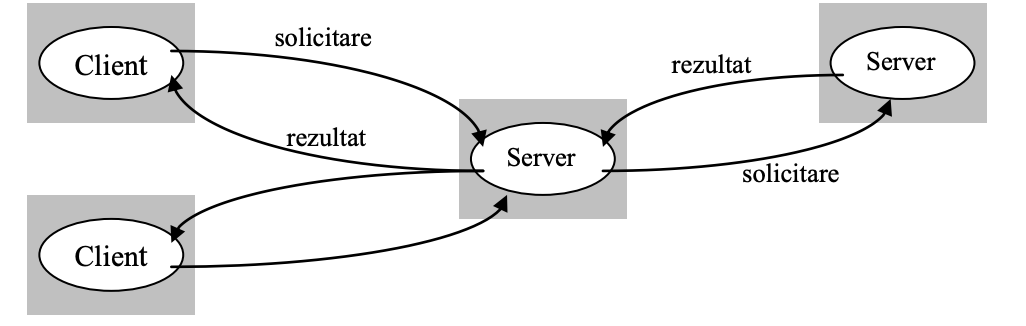 Client
solicitare
rezultat
Server
rezultat
Server
solicitare
Client